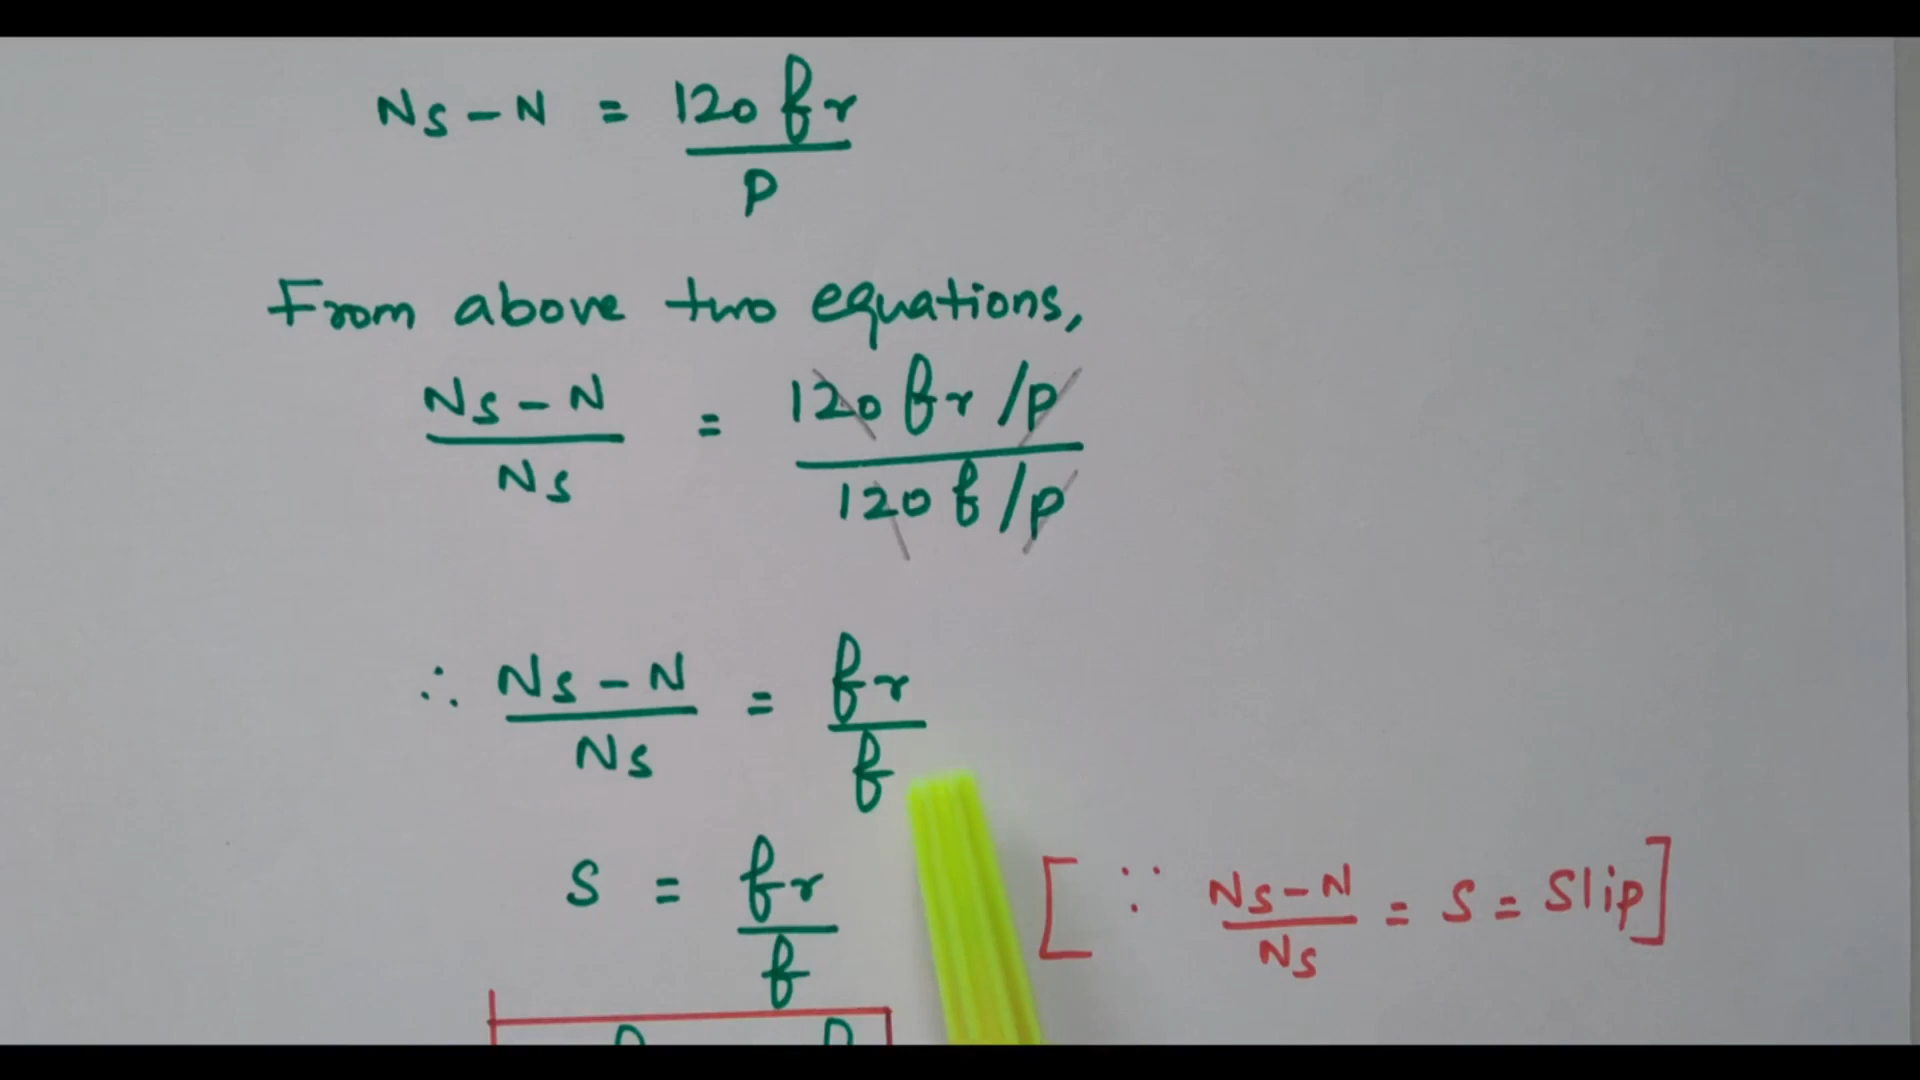 Ns - N = 120 fr / P
From above two equations,
Ns - N / Ns = 120 fr /P / 120 f /P
∴ Ns - N / Ns = fr / f
S = fr / f [ ∵ Ns - N / Ns = S = Slip ]